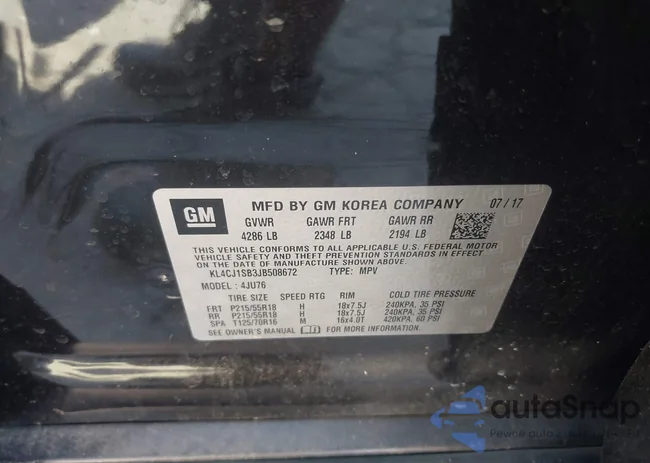 GM
MFD BY GM KOREA COMPANY 07/17
GVWR GAWR FRT GAWR RR
4286 LB 2348 LB 2194 LB
THIS VEHICLE CONFORMS TO ALL APPLICABLE U.S. FEDERAL MOTOR
VEHICLE SAFETY AND THEFT PREVENTION STANDARDS IN EFFECT
ON THE DATE OF MANUFACTURE SHOWN ABOVE.
KL4CJ1SB3JB508672 TYPE: MPV
MODEL: 4JU76
TIRE SIZE SPEED RTG RIM COLD TIRE PRESSURE
FRT P215/55R18 H 18x7.5J 240KPA, 35 PSI
RR P215/55R18 H 18x7.5J 240KPA, 35 PSI
SPA T125/70R16 M 16x4.0T 420KPA, 60 PSI
SEE OWNER'S MANUAL FOR MORE INFORMATION.
autoSnap
Pewne auto z